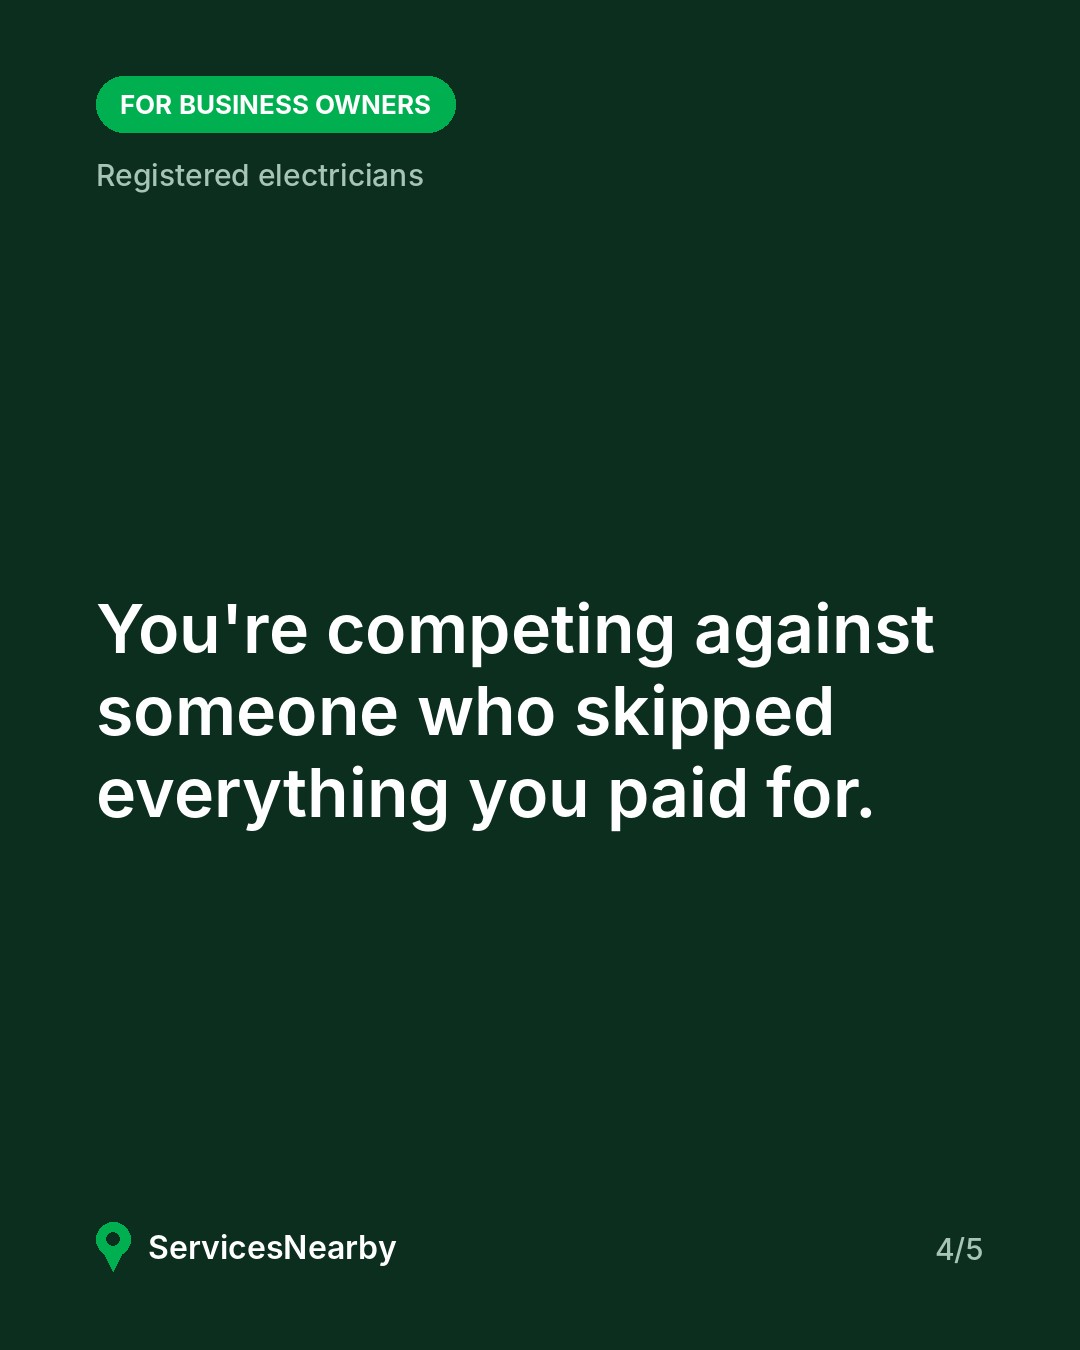 FOR BUSINESS OWNERS
Registered electricians
You're competing against
someone who skipped
everything you paid for.
ServicesNearby
4/5